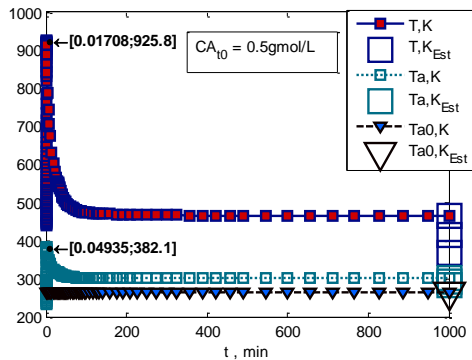 1000
900
800
700
600
500
400
300
200
[0.01708;925.8]
[0.04935;382.1]
CA_t0 = 0.5gmol/L
T,K
T,K_Est
Ta,K
Ta,K_Est
Ta0,K
Ta0,K_Est
0 200 400 600 800 1000
t , min